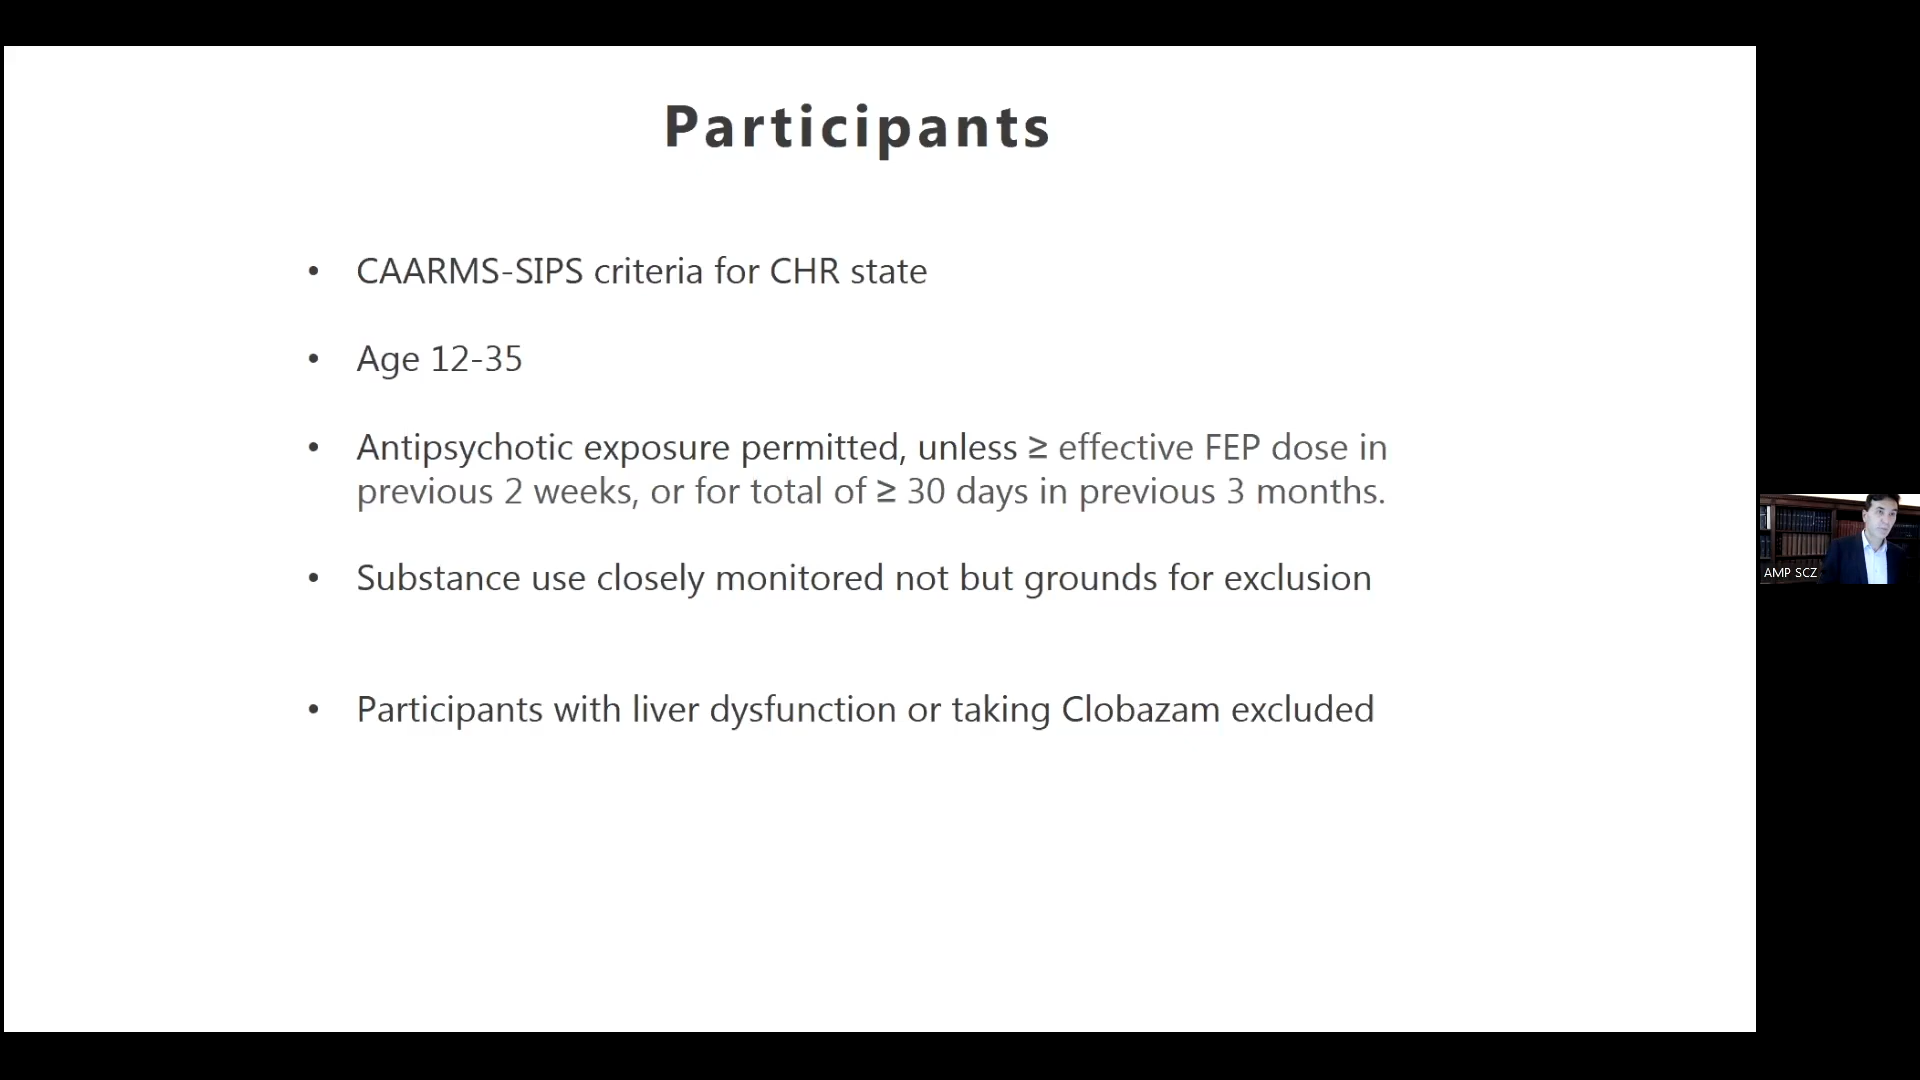 Participants
• CAARMS-SIPS criteria for CHR state
• Age 12-35
• Antipsychotic exposure permitted, unless ≥ effective FEP dose in
previous 2 weeks, or for total of ≥ 30 days in previous 3 months.
• Substance use closely monitored not but grounds for exclusion
• Participants with liver dysfunction or taking Clobazam excluded
AMP SCZ